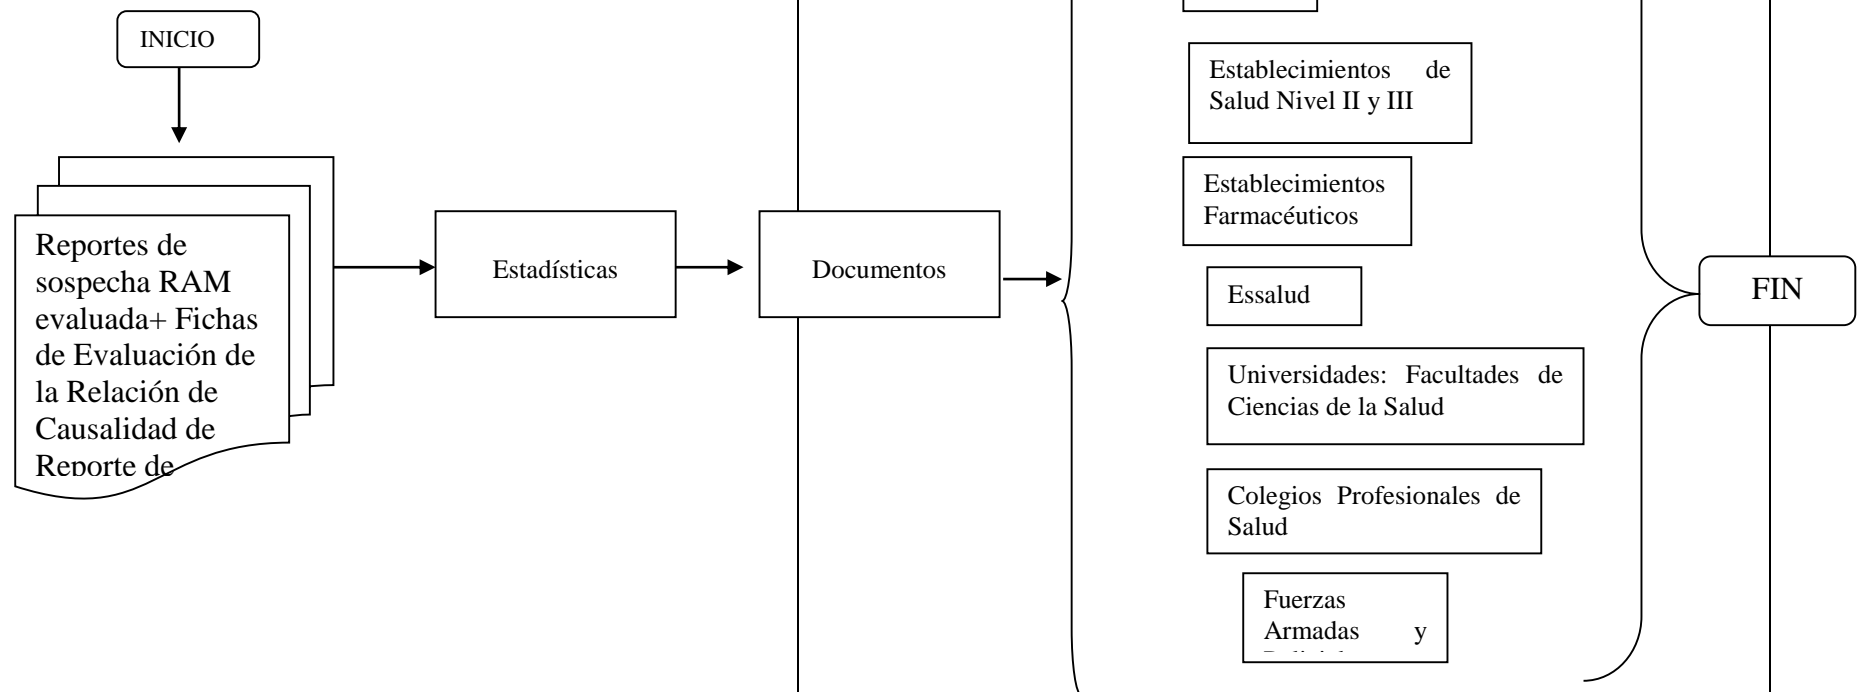 INICIO
Reportes de
sospecha RAM
evaluada+ Fichas
de Evaluación de
la Relación de
Causalidad de
Reporte de
Estadísticas
Documentos
Establecimientos de
Salud Nivel II y III
Establecimientos
Farmacéuticos
Essalud
Universidades: Facultades de
Ciencias de la Salud
Colegios Profesionales de
Salud
Fuerzas
Armadas y
FIN